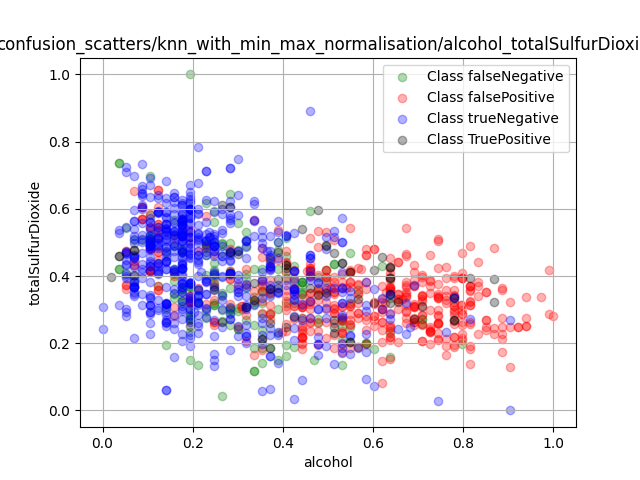 confusion_scatters/knn_with_min_max_normalisation/alcohol_totalSulfurDioxi
Class falseNegative
Class falsePositive
Class trueNegative
Class TruePositive
1.0
0.8
0.6
0.4
0.2
0.0
totalSulfurDioxide
0.0 0.2 0.4 0.6 0.8 1.0
alcohol